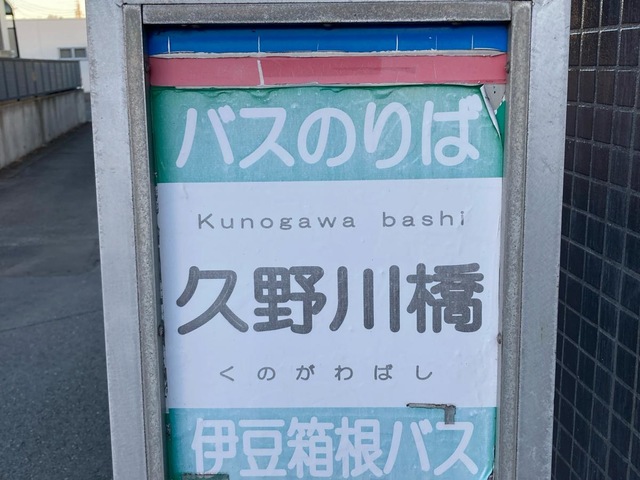 バスのりば
Kunogawa bashi
久野川橋
くのがわばし
伊豆箱根バス